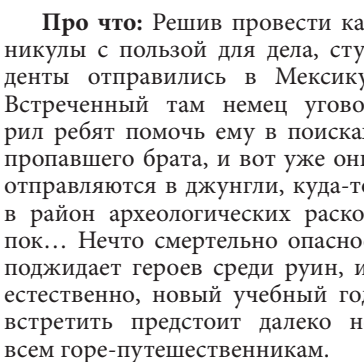 Про что: Решив провести ка
никулы с пользой для дела, сту
денты отправились в Мексику
Встреченный там немец угово
рил ребят помочь ему в поиска
пропавшего брата, и вот уже он
отправляются в джунгли, куда-т
в район археологических раско
пок… Нечто смертельно опасно
поджидает героев среди руин, и
естественно, новый учебный го
встретить предстоит далеко н
всем горе-путешественникам.